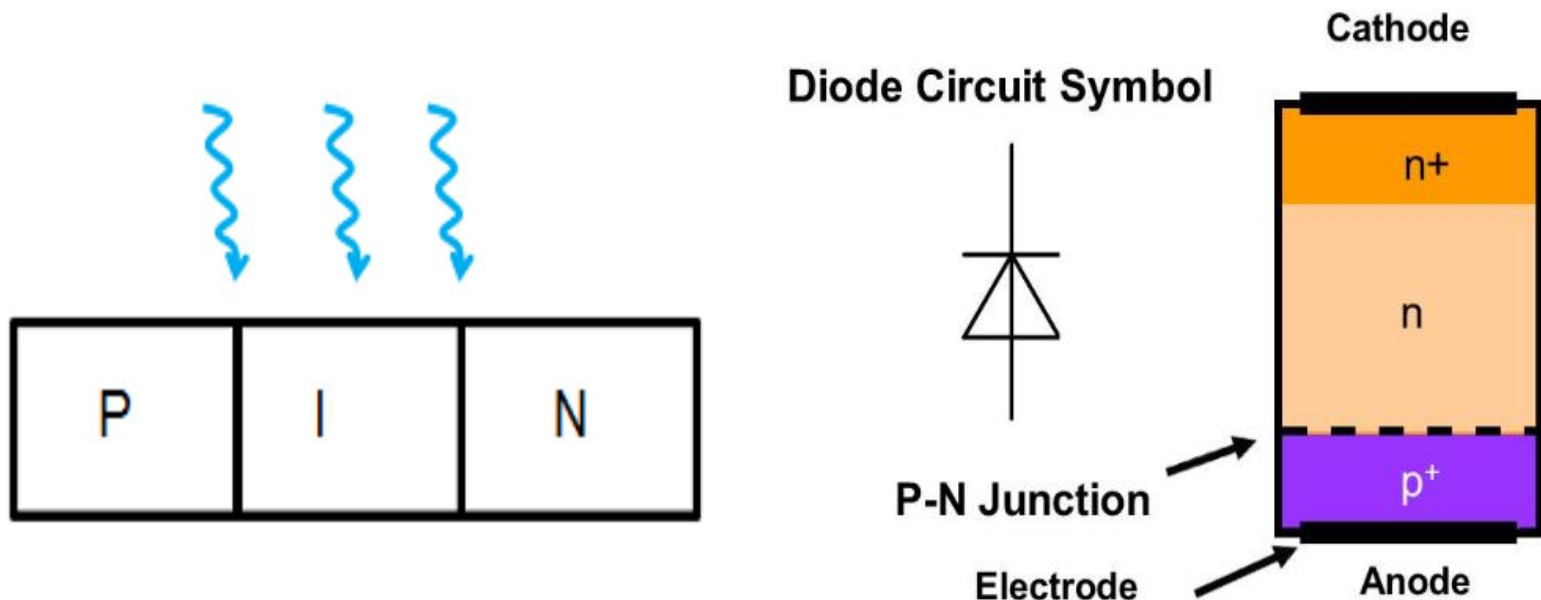 P
I
N
Diode Circuit Symbol
Cathode
n+
n
p⁺
P-N Junction
Electrode
Anode